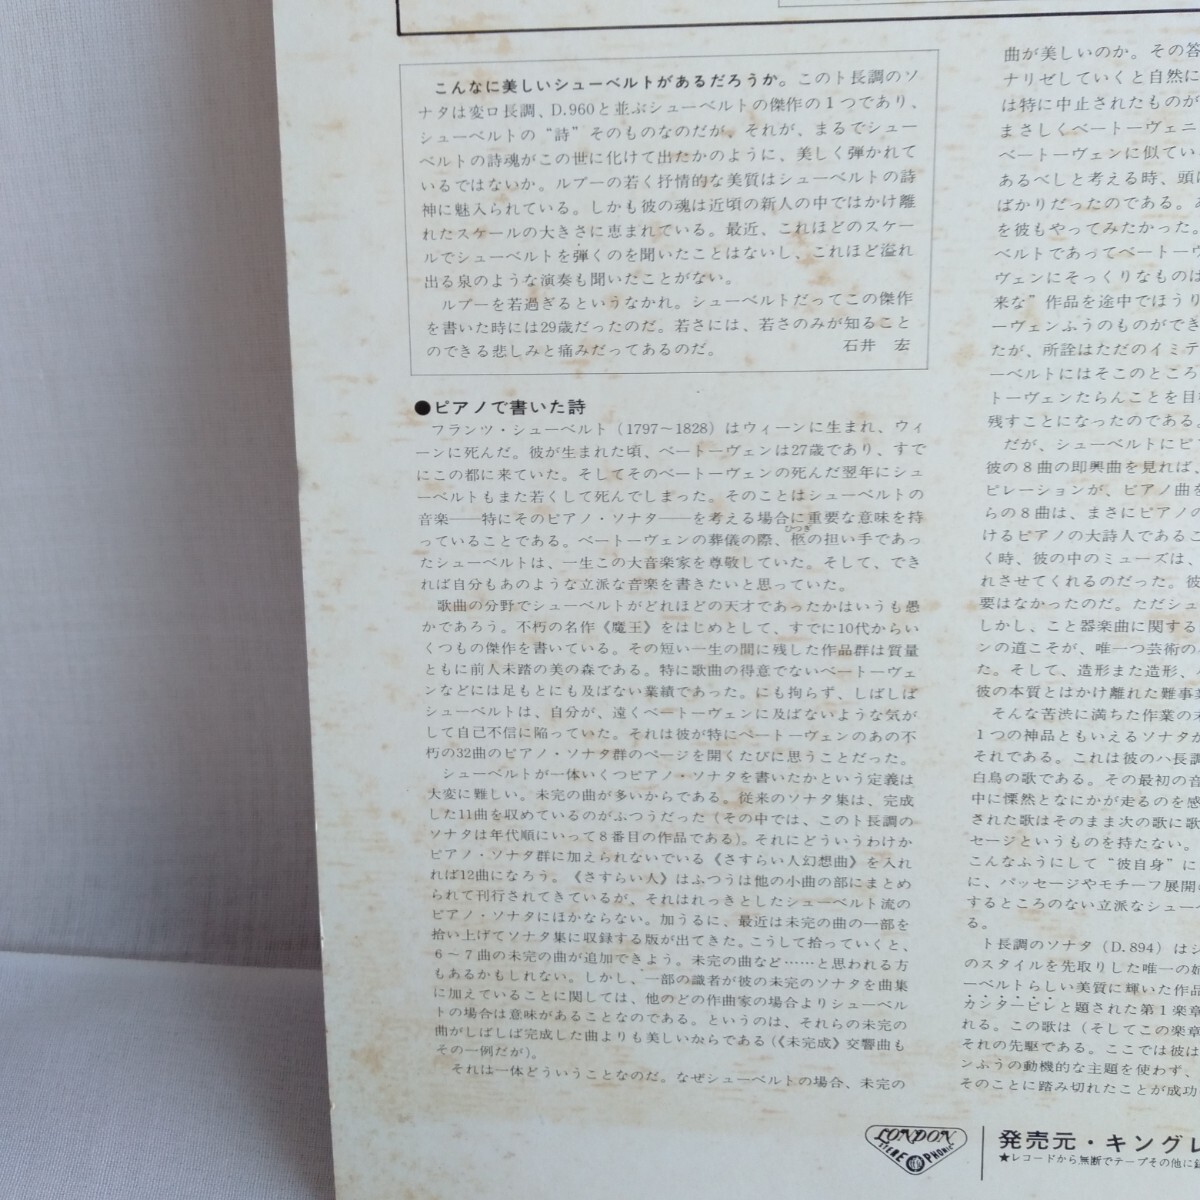 こんなに美しいシューベルトがあるだろうか。このト長調のソ
ナタは変ロ長調、D.960と並ぶシューベルトの傑作の1つであり、
シューベルトの“詩”そのものなのだが、それが、まるでシュー
ベルトの詩魂がこの世に化けて出たかのように、美しく弾かれて
いるではないか。ルプーの若く抒情的な美質はシューベルトの詩
神に魅入られている。しかも彼の魂は近頃の新人の中ではかけ離
れたスケールの大きさに恵まれている。最近、これほどのスケー
ルでシューベルトを弾くのを聞いたことはないし、これほど溢れ
出る泉のような演奏も聞いたことがない。
ルプーを若過ぎるというなかれ。シューベルトだってこの傑作
を書いた時には29歳だったのだ。若さには、若さのみが知ること
のできる悲しみと痛みだってあるのだ。 石井 宏
●ピアノで書いた詩
フランツ・シューベルト(1797〜1828)はウィーンに生まれ、ウィ
ーンに死んだ。彼が生まれた頃、ベートーヴェンは27歳であり、すで
にこの都に来ていた。そしてそのベートーヴェンの死んだ翌年にシュ
ーベルトもまた若くして死んでしまった。そのことはシューベルトの
音楽――特にそのピアノ・ソナタ――を考える場合に重要な意味を持
っていることである。ベートーヴェンの葬儀の際、柩の担い手であっ
たシューベルトは、一生この大音楽家を尊敬していた。そして、でき
れば自分もあのような立派な音楽を書きたいと思っていた。
歌曲の分野でシューベルトがどれほどの天才であったかはいうも愚
かであろう。不朽の名作《魔王》をはじめとして、すでに10代からい
くつもの傑作を書いている。その短い一生の間に残した作品群は質量
ともに前人未踏の美の森である。特に歌曲の得意でないベートーヴェ
ンなどには足もとにも及ばない業績であった。にも拘らず、しばしば
シューベルトは、自分が、遠くベートーヴェンに及ばないような気が
して自己不信に陥っていた。それは彼が特にベートーヴェンのあの不
朽の32曲のピアノ・ソナタ群のページを開くたびに思うことだった。
シューベルトが一体いくつピアノ・ソナタを書いたかという定義は
大変に難しい。未完の曲が多いからである。従来のソナタ集は、完成
した11曲を収めているのがふつうだった(その中では、このト長調の
ソナタは年代順にいって8番目の作品である)。それにどういうわけか
ピアノ・ソナタ群に加えられないでいる《さすらい人幻想曲》を入れ
れば12曲になろう。《さすらい人》はふつうは他の小曲の部にまとめ
られて刊行されてきているが、それはれっきとしたシューベルト流の
ピアノ・ソナタにほかならない。加うるに、最近は未完の曲の一部を
拾い上げてソナタ集に収録する版が出てきた。こうして拾っていくと、
6〜7曲の未完の曲が追加できよう。未完の曲など……と思われる方
もあるかもしれない。しかし、一部の識者が彼の未完のソナタを曲集
に加えていることに関しては、他のどの作曲家の場合よりシューベル
トの場合は意味があることなのである。というのは、それらの未完の
曲がしばしば完成した曲よりも美しいからである(《未完成》交響曲も
その一例だが)。
それは一体どういうことなのだ。なぜシューベルトの場合、未完の
曲が美しいのか。その答
ナリゼしていくと自然に
は特に中止されたものが
まさしくベートーヴェニ
ベートーヴェンに似てい
あるべしと考える時、頭に
ばかりだったのである。
を彼もやってみたかった。
ベルトであってベートーヴ
ヴェンにそっくりなものは
来な”作品を途中でほうり
ーヴェンふうのものができ
たが、所詮はただのイミテ
ーベルトにはそこのところ
トーヴェンたらんことを目
残すことになったのである。
だが、シューベルトにピ
彼の8曲の即興曲を見れば、
ピレーションが、ピアノ曲を
らの8曲は、まさにピアノの
けるピアノの大詩人であるこ
く時、彼の中のミューズは、
れさせてくれるのだった。彼
要はなかったのだ。ただシュ
しかし、こと器楽曲に関する
ンの道こそが、唯一つ芸術の
た。そして、造形また造形、
彼の本質とはかけ離れた難事業
そんな苦渋に満ちた作業の末
1つの神品ともいえるソナタが
それである。これは彼のハ長調
白鳥の歌である。その最初の音
中に慄然となにかが走るのを感
された歌はそのまま次の歌に歌
セージというものを持たない。
こんなふうにして“彼自身”に
に、パッセージやモチーフ展開
するところのない立派なシュー
る。
ト長調のソナタ(D.894)はシ
のスタイルを先取りした唯一の
ーベルトらしい美質に輝いた作品
カンタービレと題された第1楽章
れる。この歌は(そしてこの楽章
それの先駆である。ここでは彼は
ンふうの動機的な主題を使わず、
そのことに踏み切れたことが成功
LONDON
STEREO PHONIC
発売元・キングレ
★レコードから無断でテープその他に録